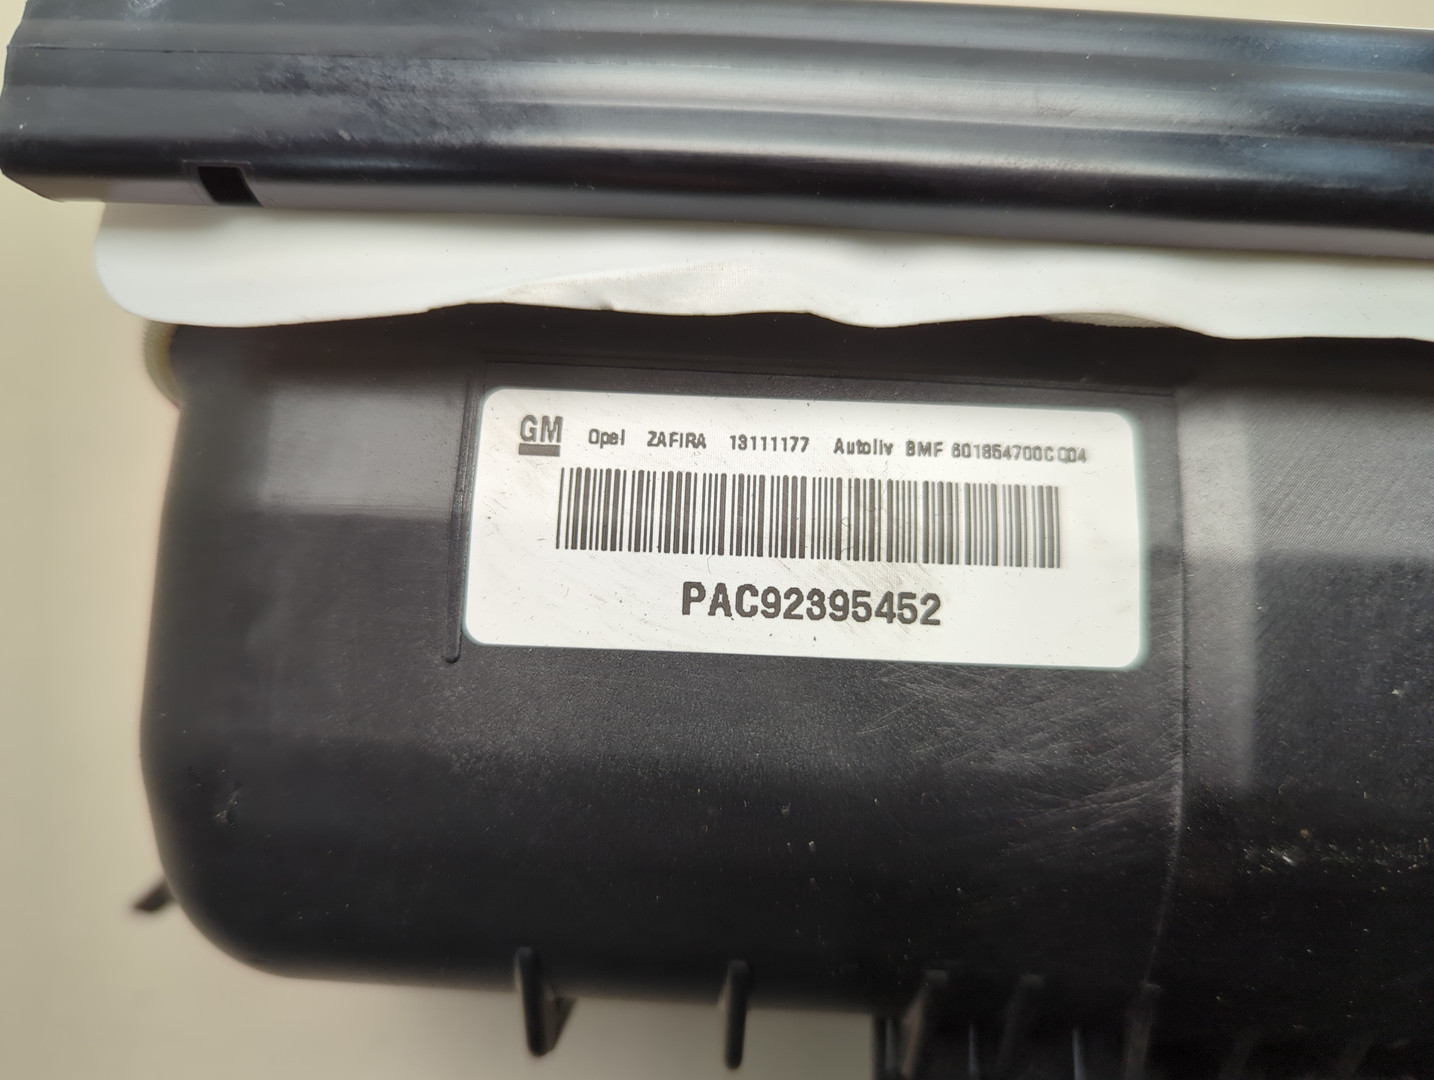 GM Opel ZAFIRA 13111177 Autoliv BMF 601854700C C04
PAC92395452